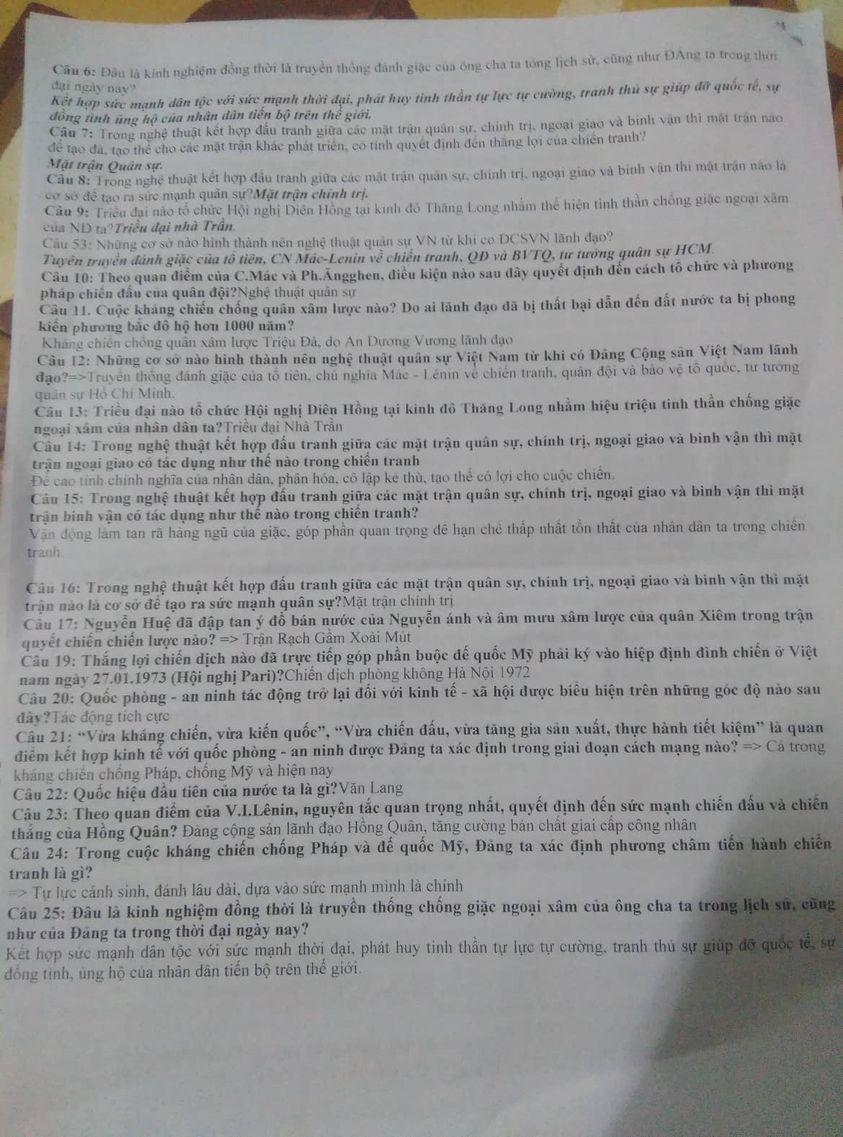 Câu 6: Đâu là kinh nghiệm đồng thời là truyền thống đánh giặc của ông cha ta tong lịch sử, cũng như ĐẢng ta trong thời
đại ngày nay?
Kết hợp sức mạnh dân tộc với sức mạnh thời đại, phát huy tinh thần tự lực tự cường, tranh thủ sự giúp đỡ quốc tế, sự
đồng tình ủng hộ của nhân dân tiến bộ trên thế giới.
Câu 7: Trong nghệ thuật kết hợp đấu tranh giữa các mặt trận quân sự, chính trị, ngoại giao và binh vận thì mặt trận nào
để tạo đà, tạo thế cho các mặt trận khác phát triển, có tính quyết định đến thắng lợi của chiến tranh?
Mặt trận Quân sự.
Câu 8: Trong nghệ thuật kết hợp đấu tranh giữa các mặt trận quân sự, chính trị, ngoại giao và binh vận thì mặt trận nào là
cơ sở để tạo ra sức mạnh quân sự?Mặt trận chính trị.
Câu 9: Triều đại nào tổ chức Hội nghị Diên Hồng tại kinh đô Thăng Long nhằm thể hiện tinh thần chống giặc ngoại xâm
của ND ta?Triều đại nhà Trần.
Câu 53: Những cơ sở nào hình thành nên nghệ thuật quân sự VN từ khi có DCSVN lãnh đạo?
Tuyên truyền đánh giặc của tổ tiên, CN Mác-Lenin về chiến tranh, QĐ và BVTQ, tư tưởng quân sự HCM.
Câu 10: Theo quan điểm của C.Mác và Ph.Ăngghen, điều kiện nào sau đây quyết định đến cách tổ chức và phương
pháp chiến đấu của quân đội?Nghệ thuật quân sự
Câu 11. Cuộc kháng chiến chống quân xâm lược nào? Do ai lãnh đạo đã bị thất bại dẫn đến đất nước ta bị phong
kiến phương bắc đô hộ hơn 1000 năm?
Kháng chiến chống quân xâm lược Triệu Đà, do An Dương Vương lãnh đạo
Câu 12: Những cơ sở nào hình thành nên nghệ thuật quân sự Việt Nam từ khi có Đảng Cộng sản Việt Nam lãnh
đạo?=>Truyền thống đánh giặc của tổ tiên, chủ nghĩa Mác - Lênin về chiến tranh, quân đội và bảo vệ tổ quốc, tư tưởng
quân sự Hồ Chí Minh.
Câu 13: Triều đại nào tổ chức Hội nghị Diên Hồng tại kinh đô Thăng Long nhằm hiệu triệu tinh thần chống giặc
ngoại xâm của nhân dân ta?Triều đại Nhà Trần
Câu 14: Trong nghệ thuật kết hợp đấu tranh giữa các mặt trận quân sự, chính trị, ngoại giao và binh vận thì mặt
trận ngoại giao có tác dụng như thế nào trong chiến tranh
Đề cao tính chính nghĩa của nhân dân, phân hóa, cô lập kẻ thù, tạo thế có lợi cho cuộc chiến.
Câu 15: Trong nghệ thuật kết hợp đấu tranh giữa các mặt trận quân sự, chính trị, ngoại giao và binh vận thì mặt
trận binh vận có tác dụng như thế nào trong chiến tranh?
Vận động làm tan rã hàng ngũ của giặc, góp phần quan trọng để hạn chế thấp nhất tổn thất của nhân dân ta trong chiến
tranh.
Câu 16: Trong nghệ thuật kết hợp đấu tranh giữa các mặt trận quân sự, chính trị, ngoại giao và binh vận thì mặt
trận nào là cơ sở để tạo ra sức mạnh quân sự?Mặt trận chính trị
Câu 17: Nguyễn Huệ đã đập tan ý đồ bán nước của Nguyễn ánh và âm mưu xâm lược của quân Xiêm trong trận
quyết chiến chiến lược nào? => Trận Rạch Gầm Xoài Mút
Câu 19: Thắng lợi chiến dịch nào đã trực tiếp góp phần buộc đế quốc Mỹ phải ký vào hiệp định đình chiến ở Việt
nam ngày 27.01.1973 (Hội nghị Pari)?Chiến dịch phòng không Hà Nội 1972
Câu 20: Quốc phòng - an ninh tác động trở lại đối với kinh tế - xã hội được biểu hiện trên những góc độ nào sau
đây?Tác động tích cực
Câu 21: “Vừa kháng chiến, vừa kiến quốc”, “Vừa chiến đấu, vừa tăng gia sản xuất, thực hành tiết kiệm” là quan
điểm kết hợp kinh tế với quốc phòng - an ninh được Đảng ta xác định trong giai đoạn cách mạng nào? => Cả trong
kháng chiến chống Pháp, chống Mỹ và hiện nay
Câu 22: Quốc hiệu đầu tiên của nước ta là gì?Văn Lang
Câu 23: Theo quan điểm của V.I.Lênin, nguyên tắc quan trọng nhất, quyết định đến sức mạnh chiến đấu và chiến
thắng của Hồng Quân? Đảng cộng sản lãnh đạo Hồng Quân, tăng cường bản chất giai cấp công nhân
Câu 24: Trong cuộc kháng chiến chống Pháp và đế quốc Mỹ, Đảng ta xác định phương châm tiến hành chiến
tranh là gì?
=> Tự lực cánh sinh, đánh lâu dài, dựa vào sức mạnh mình là chính
Câu 25: Đâu là kinh nghiệm đồng thời là truyền thống chống giặc ngoại xâm của ông cha ta trong lịch sử, cũng
như của Đảng ta trong thời đại ngày nay?
Kết hợp sức mạnh dân tộc với sức mạnh thời đại, phát huy tinh thần tự lực tự cường, tranh thủ sự giúp đỡ quốc tế, sự
đồng tình, ủng hộ của nhân dân tiến bộ trên thế giới.